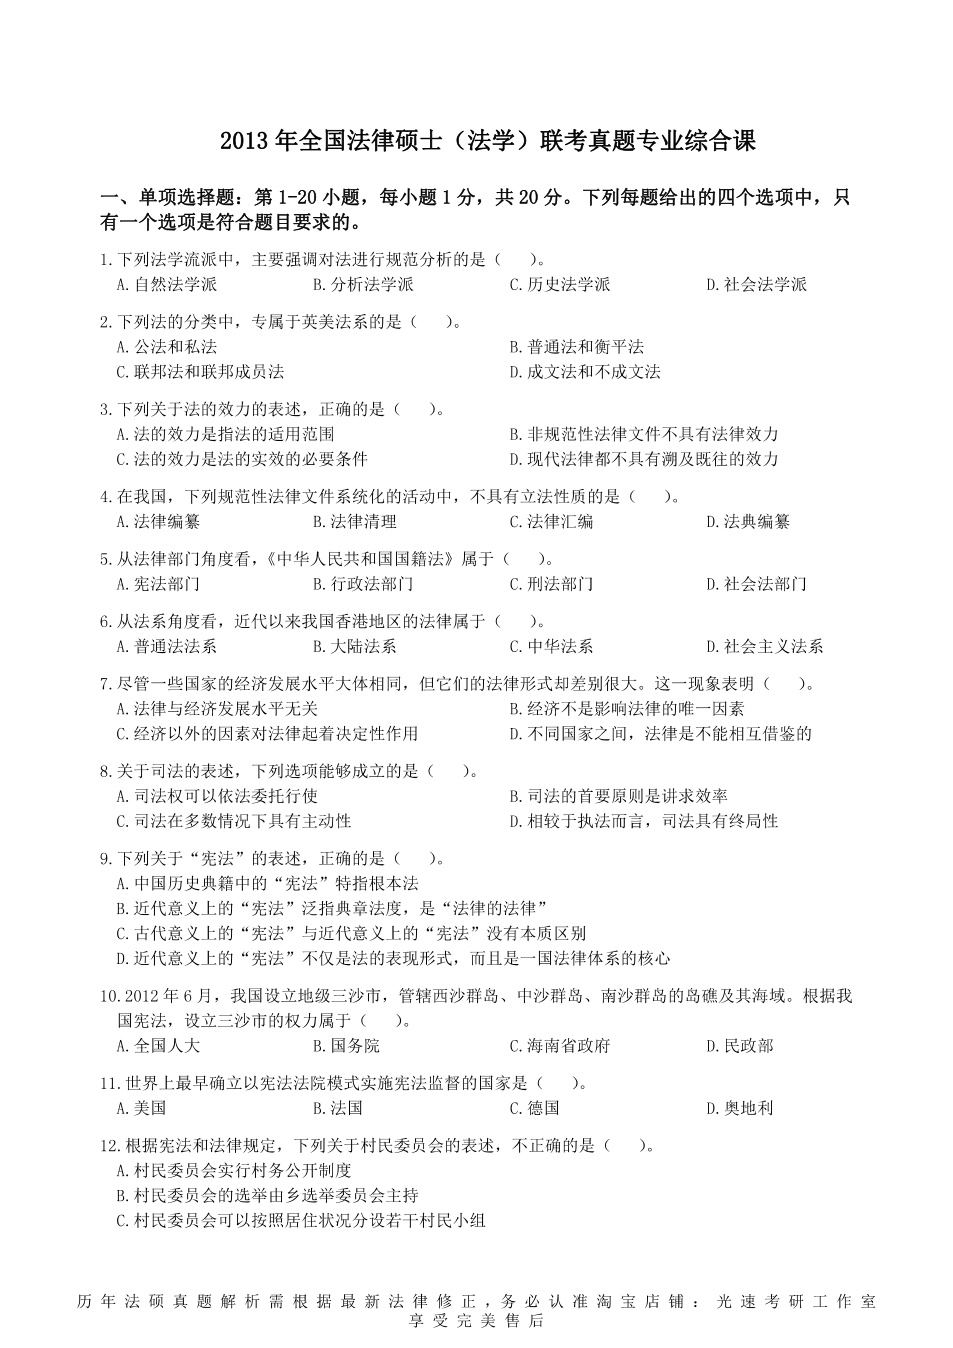 2013 年全国法律硕士（法学）联考真题专业综合课
一、单项选择题：第 1-20 小题，每小题 1 分，共 20 分。下列每题给出的四个选项中，只
有一个选项是符合题目要求的。
1.下列法学流派中，主要强调对法进行规范分析的是（　　）。
A.自然法学派 B.分析法学派 C.历史法学派 D.社会法学派
2.下列法的分类中，专属于英美法系的是（　　）。
A.公法和私法 B.普通法和衡平法
C.联邦法和联邦成员法 D.成文法和不成文法
3.下列关于法的效力的表述，正确的是（　　）。
A.法的效力是指法的适用范围 B.非规范性法律文件不具有法律效力
C.法的效力是法的实效的必要条件 D.现代法律都不具有溯及既往的效力
4.在我国，下列规范性法律文件系统化的活动中，不具有立法性质的是（　　）。
A.法律编纂 B.法律清理 C.法律汇编 D.法典编纂
5.从法律部门角度看，《中华人民共和国国籍法》属于（　　）。
A.宪法部门 B.行政法部门 C.刑法部门 D.社会法部门
6.从法系角度看，近代以来我国香港地区的法律属于（　　）。
A.普通法法系 B.大陆法系 C.中华法系 D.社会主义法系
7.尽管一些国家的经济发展水平大体相同，但它们的法律形式却差别很大。这一现象表明（　　）。
A.法律与经济发展水平无关 B.经济不是影响法律的唯一因素
C.经济以外的因素对法律起着决定性作用 D.不同国家之间，法律是不能相互借鉴的
8.关于司法的表述，下列选项能够成立的是（　　）。
A.司法权可以依法委托行使 B.司法的首要原则是讲求效率
C.司法在多数情况下具有主动性 D.相较于执法而言，司法具有终局性
9.下列关于“宪法”的表述，正确的是（　　）。
A.中国历史典籍中的“宪法”特指根本法
B.近代意义上的“宪法”泛指典章法度，是“法律的法律”
C.古代意义上的“宪法”与近代意义上的“宪法”没有本质区别
D.近代意义上的“宪法”不仅是法的表现形式，而且是一国法律体系的核心
10.2012 年 6 月，我国设立地级三沙市，管辖西沙群岛、中沙群岛、南沙群岛的岛礁及其海域。根据我
国宪法，设立三沙市的权力属于（　　）。
A.全国人大 B.国务院 C.海南省政府 D.民政部
11.世界上最早确立以宪法法院模式实施宪法监督的国家是（　　）。
A.美国 B.法国 C.德国 D.奥地利
12.根据宪法和法律规定，下列关于村民委员会的表述，不正确的是（　　）。
A.村民委员会实行村务公开制度
B.村民委员会的选举由乡选举委员会主持
C.村民委员会可以按照居住状况分设若干村民小组
历年法硕真题解析需根据最新法律修正,务必认准淘宝店铺：光速考研工作室
享受完美售后